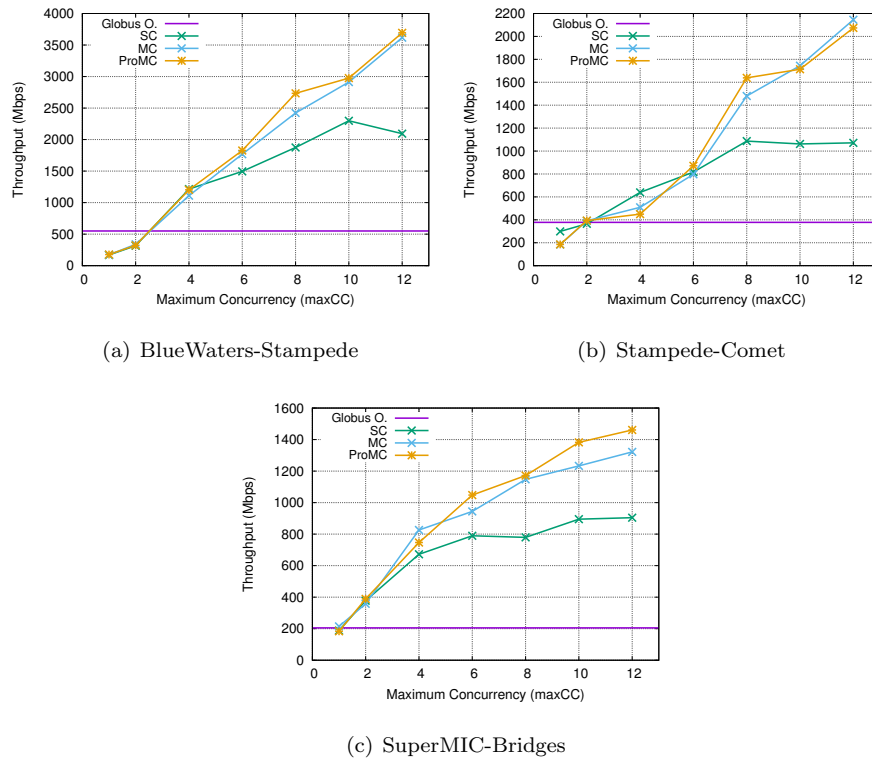 4000
3500
3000
2500
2000
1500
1000
500
0
Throughput (Mbps)
Globus O.
SC
MC
ProMC
0 2 4 6 8 10 12
Maximum Concurrency (maxCC)
(a) BlueWaters-Stampede
2200
2000
1800
1600
1400
1200
1000
800
600
400
200
0
Throughput (Mbps)
Globus O.
SC
MC
ProMC
0 2 4 6 8 10 12
Maximum Concurrency (maxCC)
(b) Stampede-Comet
1600
1400
1200
1000
800
600
400
200
0
Throughput (Mbps)
Globus O.
SC
MC
ProMC
0 2 4 6 8 10 12
Maximum Concurrency (maxCC)
(c) SuperMIC-Bridges